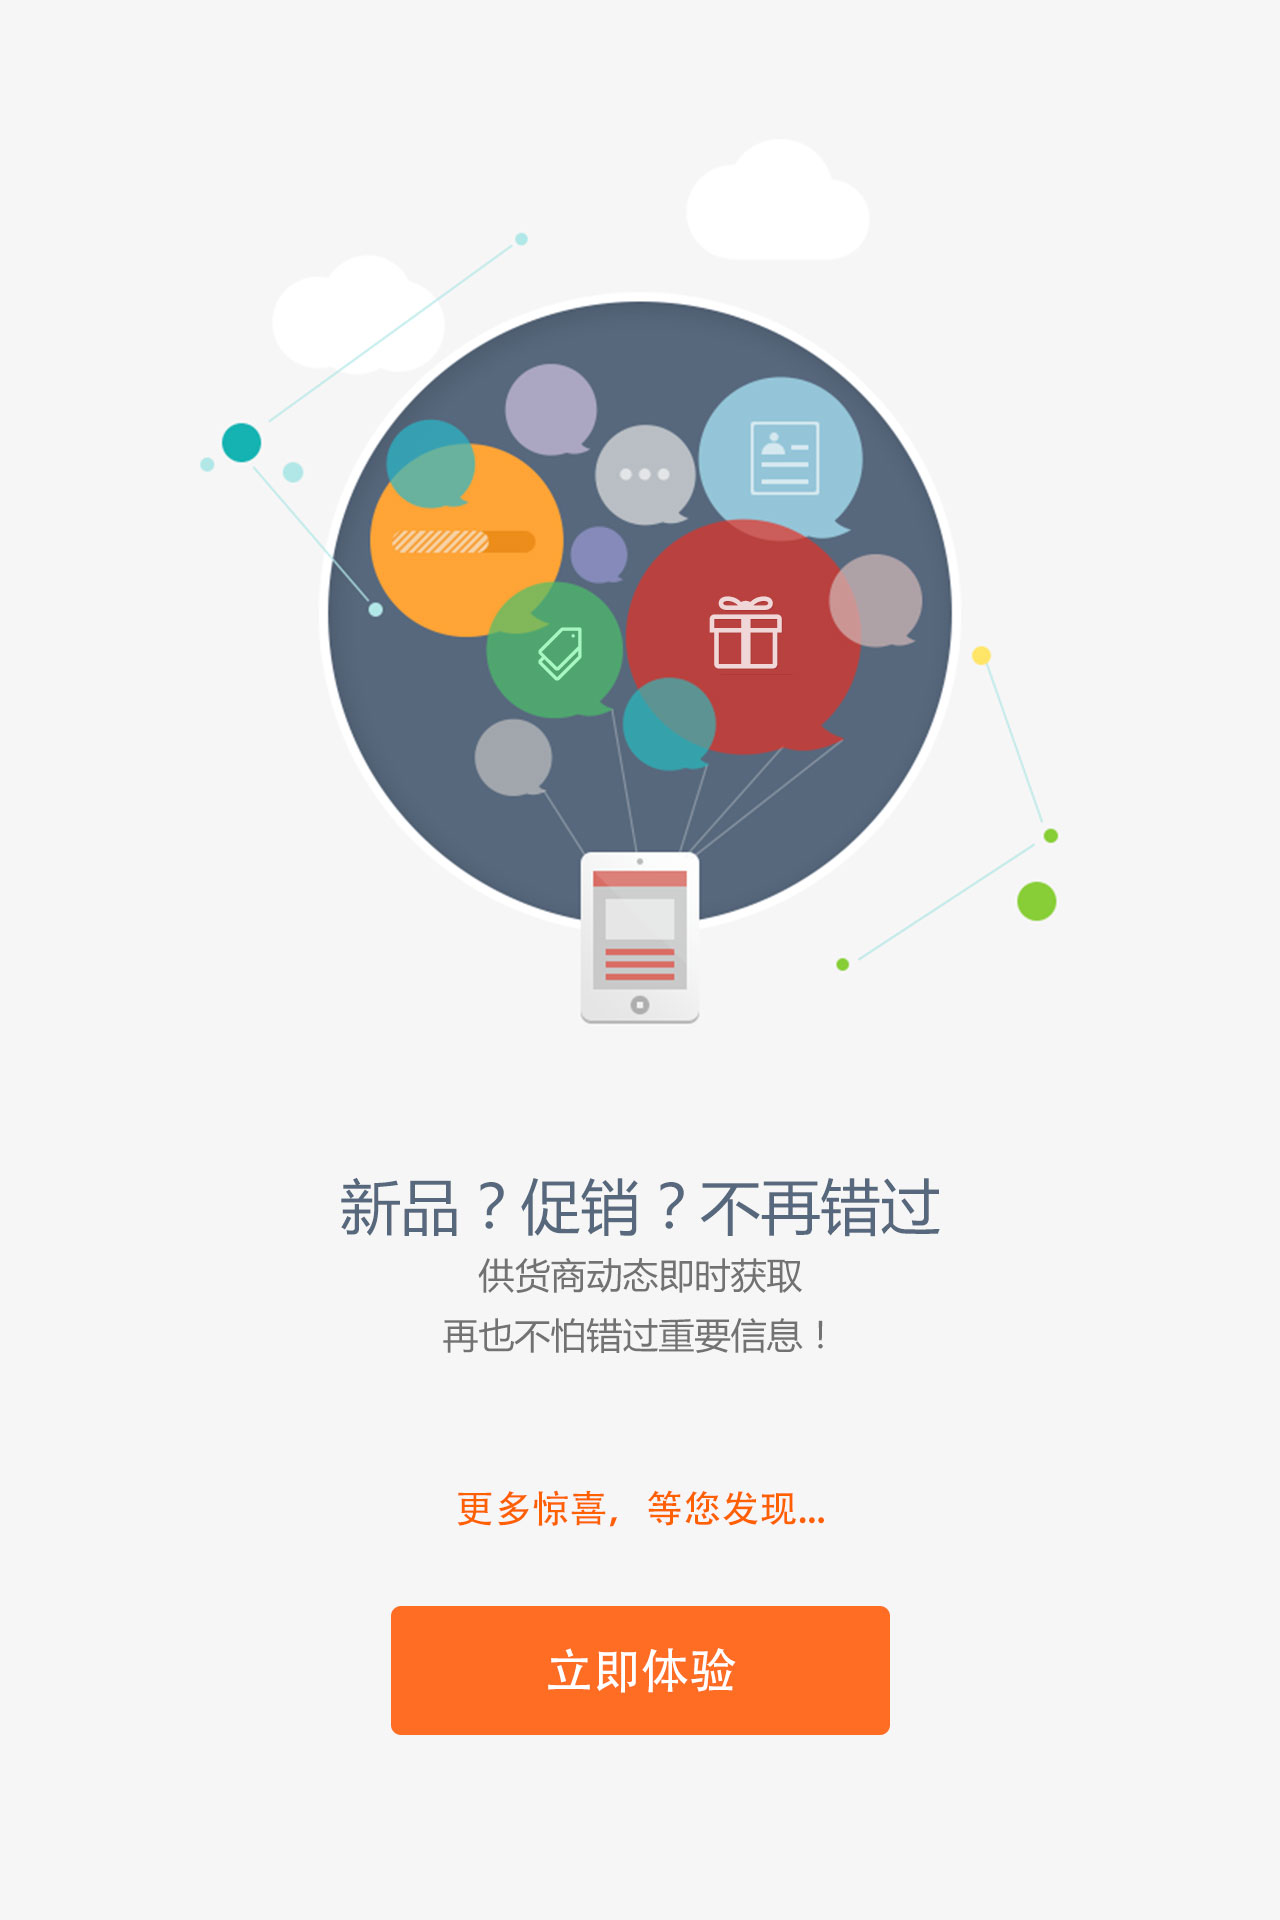 新品？促销？不再错过
供货商动态即时获取
再也不怕错过重要信息！
更多惊喜，等您发现...
立即体验